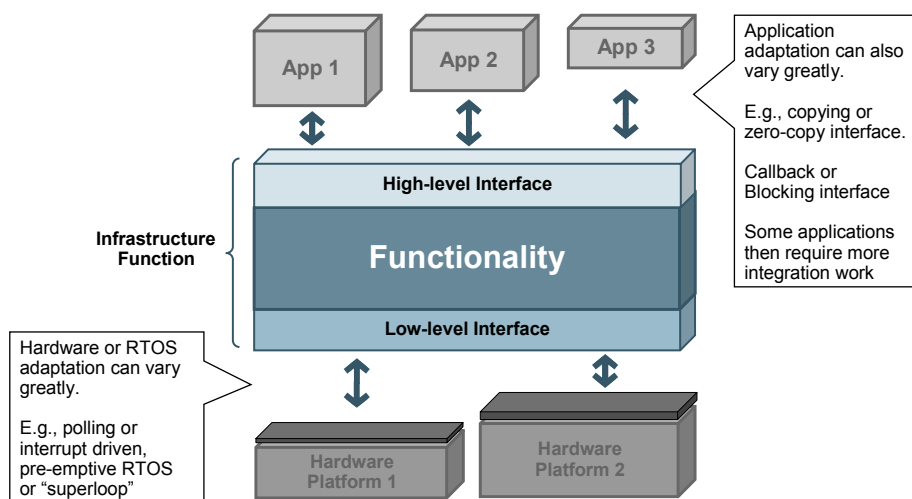 App 1
App 2
App 3
Application
adaptation can also
vary greatly.
E.g., copying or
zero-copy interface.
Callback or
Blocking interface
Some applications
then require more
integration work
High-level Interface
Infrastructure
Function
Functionality
Low-level Interface
Hardware or RTOS
adaptation can vary
greatly.
E.g., polling or
interrupt driven,
pre-emptive RTOS
or “superloop”
Hardware
Platform 1
Hardware
Platform 2